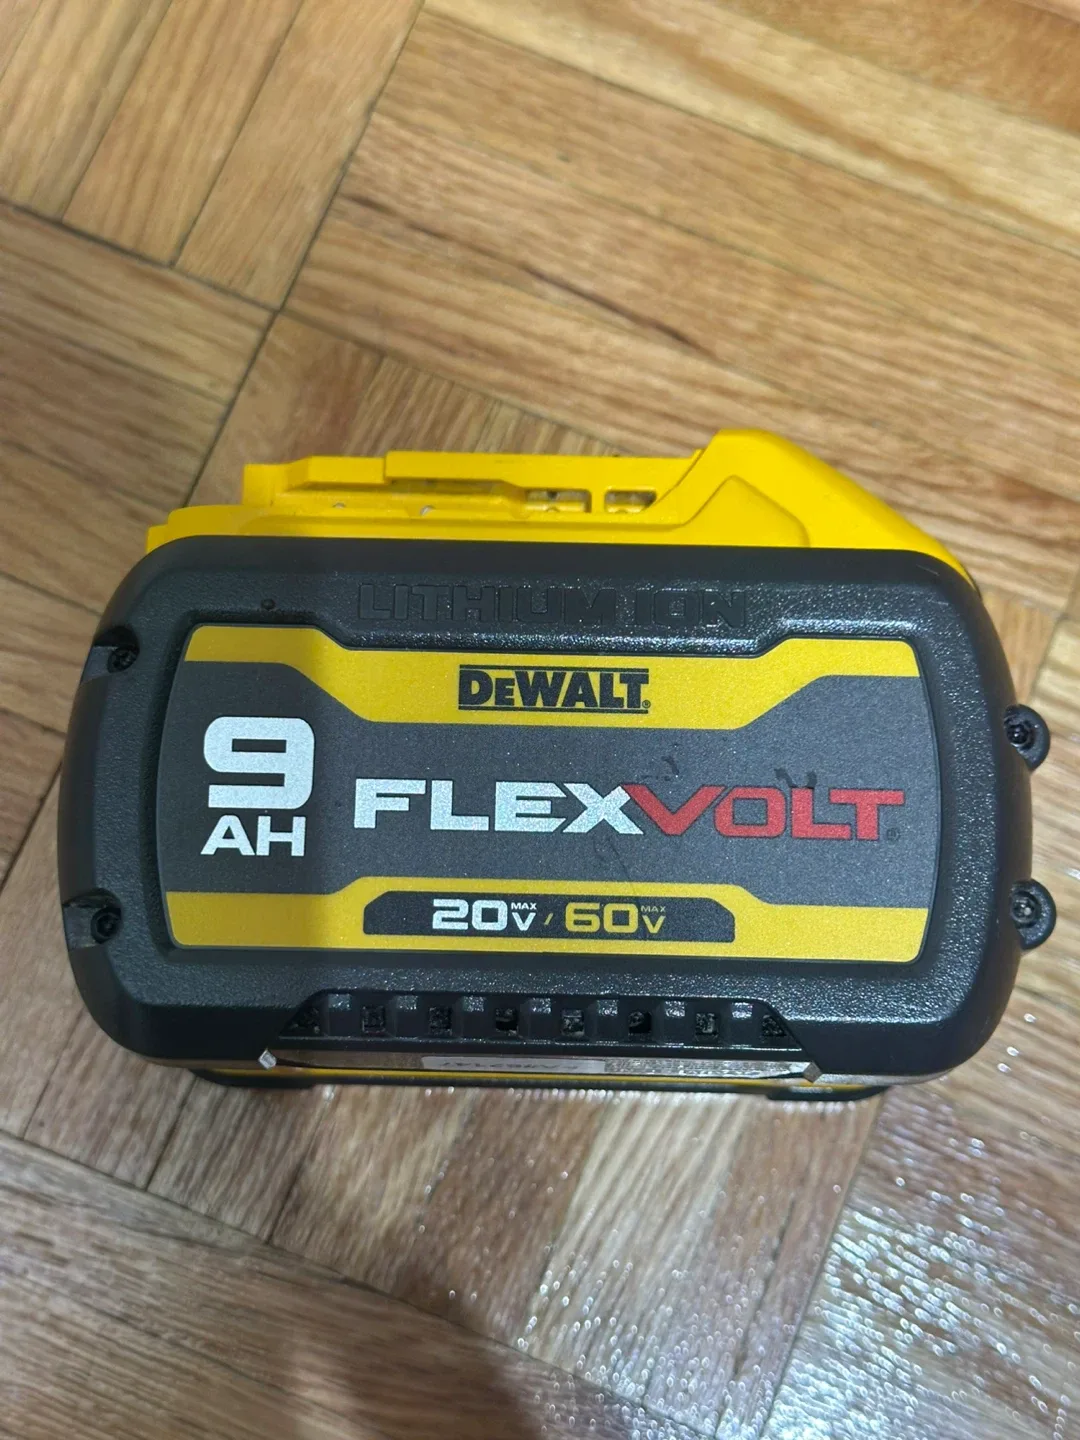 LITHIUM ION
DEWALT®
9
AH
FLEXVOLT®
20V MAX / 60V MAX